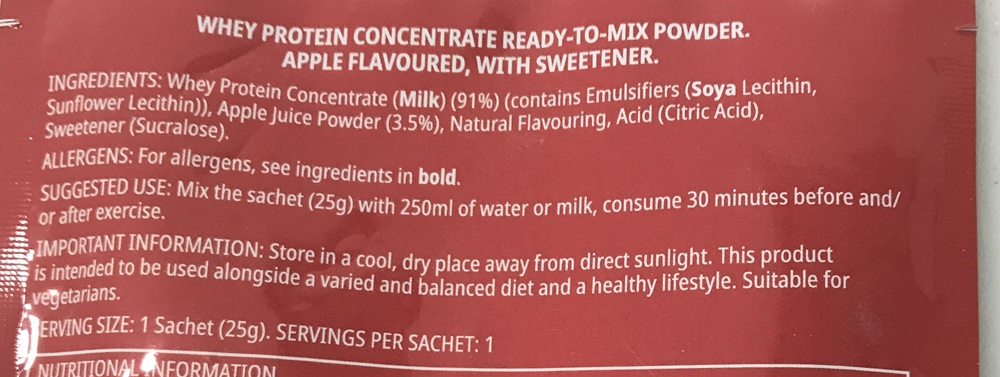 WHEY PROTEIN CONCENTRATE READY-TO-MIX POWDER.
APPLE FLAVOURED, WITH SWEETENER.
INGREDIENTS: Whey Protein Concentrate (Milk) (91%) (contains Emulsifiers (Soya Lecithin,
Sunflower Lecithin)), Apple Juice Powder (3.5%), Natural Flavouring, Acid (Citric Acid),
Sweetener (Sucralose).
ALLERGENS: For allergens, see ingredients in bold.
SUGGESTED USE: Mix the sachet (25g) with 250ml of water or milk, consume 30 minutes before and/
or after exercise.
IMPORTANT INFORMATION: Store in a cool, dry place away from direct sunlight. This product
is intended to be used alongside a varied and balanced diet and a healthy lifestyle. Suitable for
vegetarians.
ERVING SIZE: 1 Sachet (25g). SERVINGS PER SACHET: 1
NUTRITIONAL INFORMATION